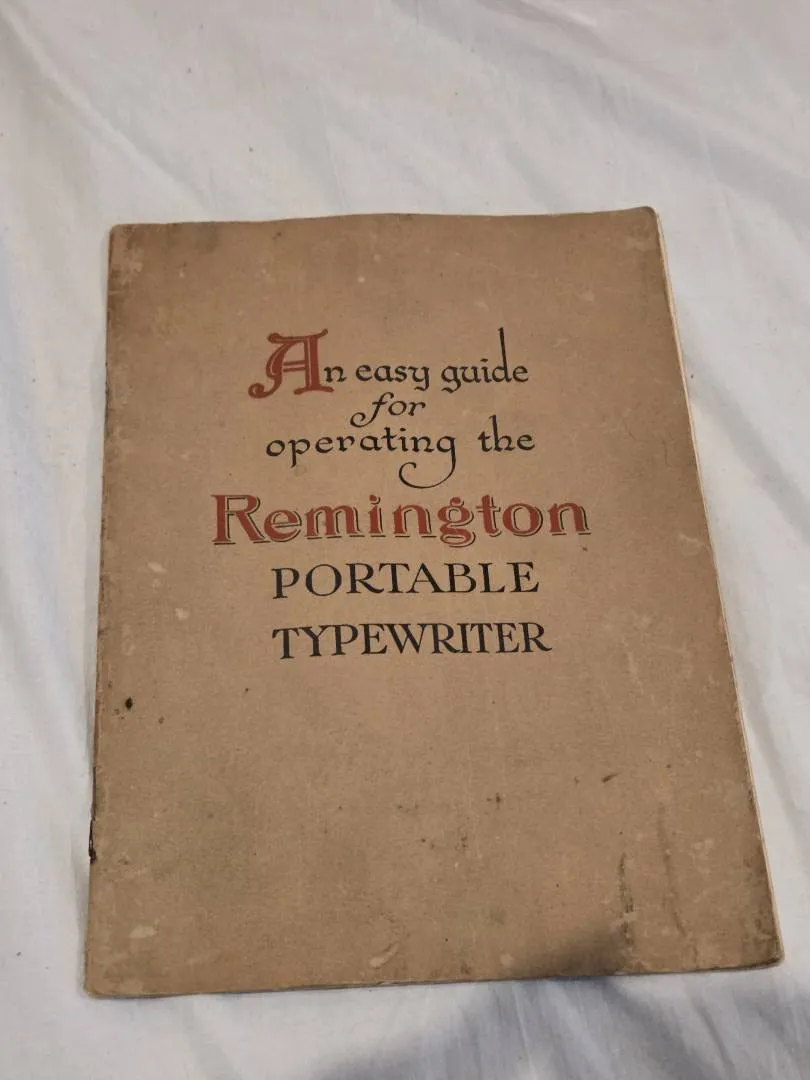 An easy guide
for
operating the
Remington
PORTABLE
TYPEWRITER